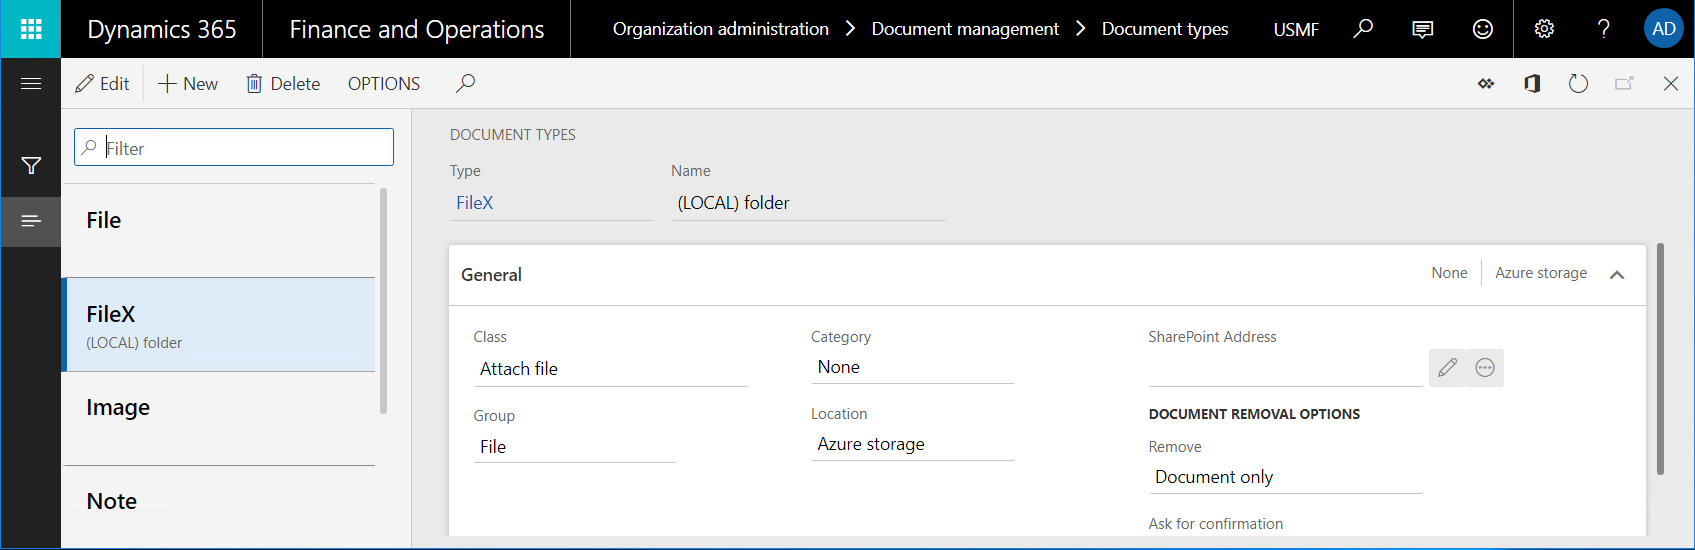 Dynamics 365
Finance and Operations
Organization administration > Document management > Document types
USMF
?
AD
Edit
New
Delete
OPTIONS
Filter
File
FileX
(LOCAL) folder
Image
Note
DOCUMENT TYPES
Type
FileX
Name
(LOCAL) folder
General
None
Azure storage
Class
Attach file
Group
File
Category
None
Location
Azure storage
SharePoint Address
DOCUMENT REMOVAL OPTIONS
Remove
Document only
Ask for confirmation